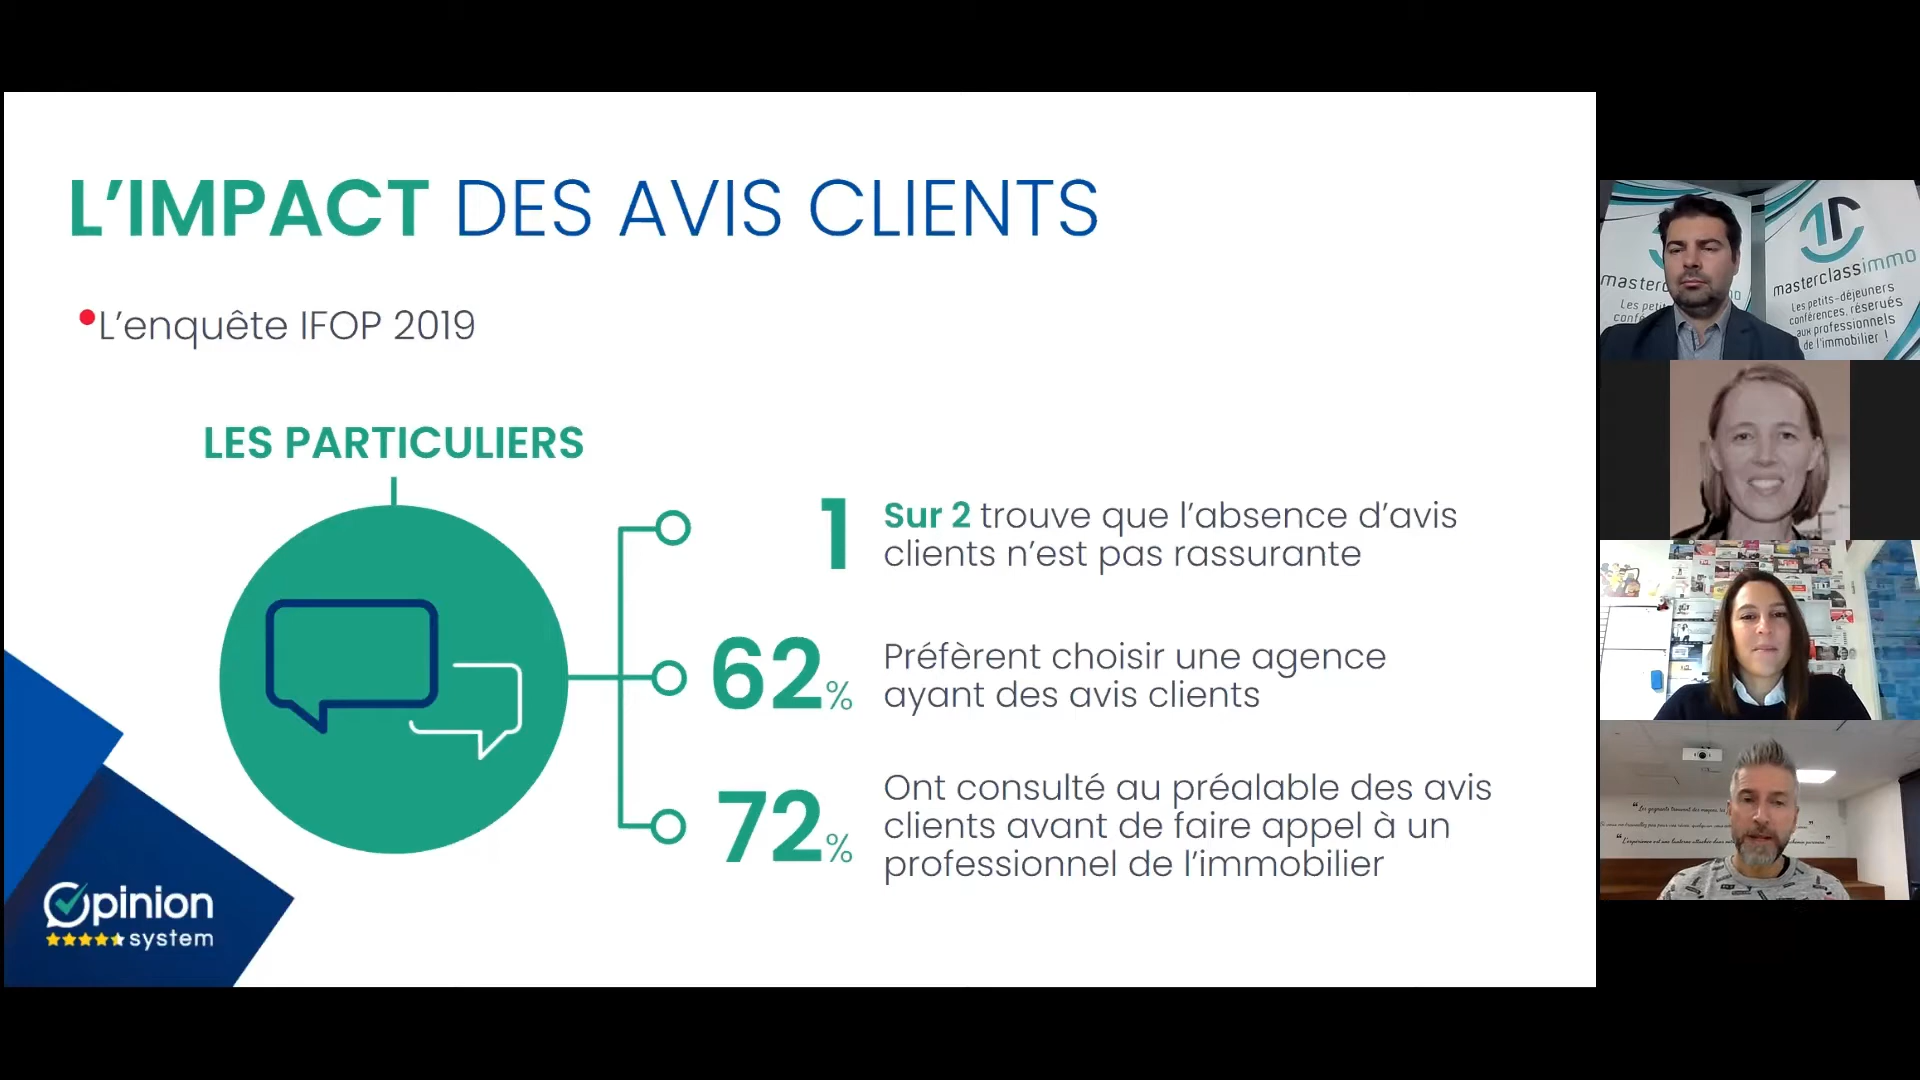 L’IMPACT DES AVIS CLIENTS
L’enquête IFOP 2019
LES PARTICULIERS
1 Sur 2 trouve que l’absence d’avis
clients n’est pas rassurante
62% Préfèrent choisir une agence
ayant des avis clients
72% Ont consulté au préalable des avis
clients avant de faire appel à un
professionnel de l’immobilier
Opinion
system
masterclassimmo
Les petits-déjeuners
conférences, réservés
aux professionnels
de l’immobilier !